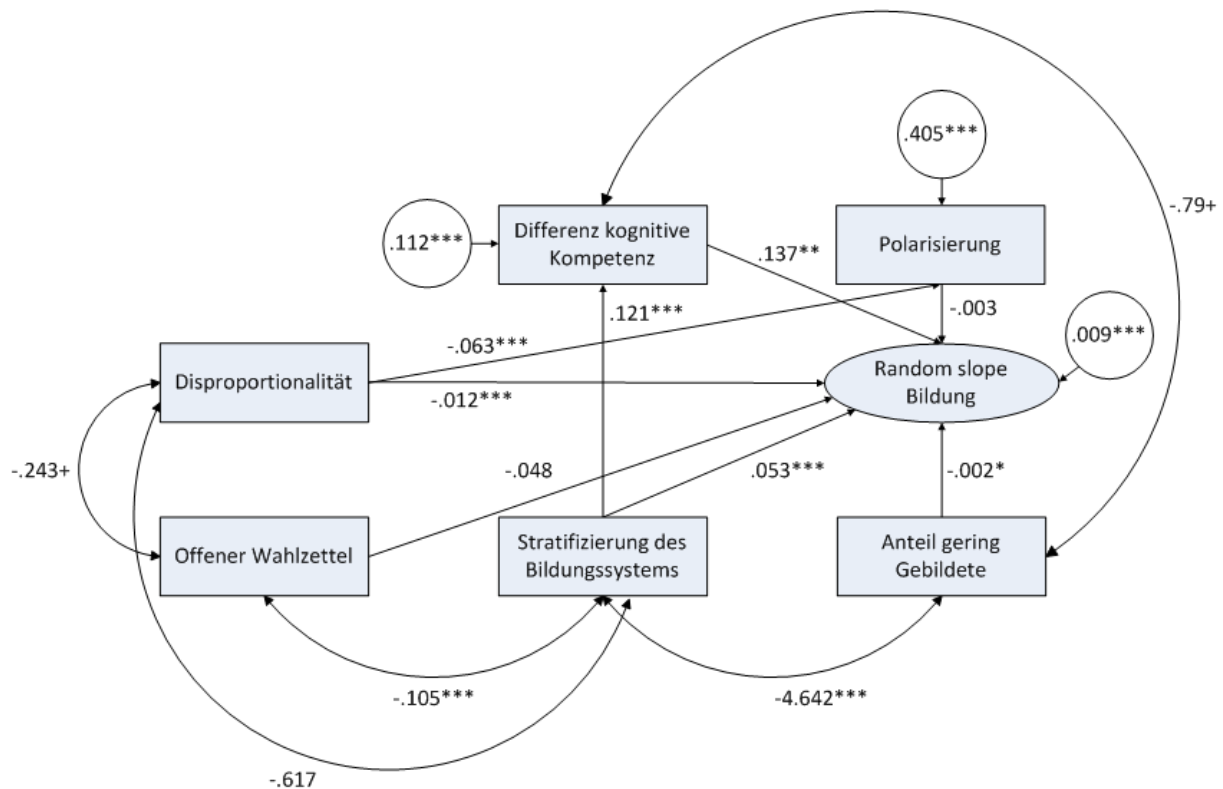 .405***
-.79+
.112***
Differenz kognitive
Kompetenz
.137**
Polarisierung
.121***
-.003
-.063***
.009***
Disproportionalität
-.012***
Random slope
Bildung
-.243+
-.048
.053***
-.002*
Offener Wahlzettel
Stratifizierung des
Bildungssystems
Anteil gering
Gebildete
-.105***
-4.642***
-.617